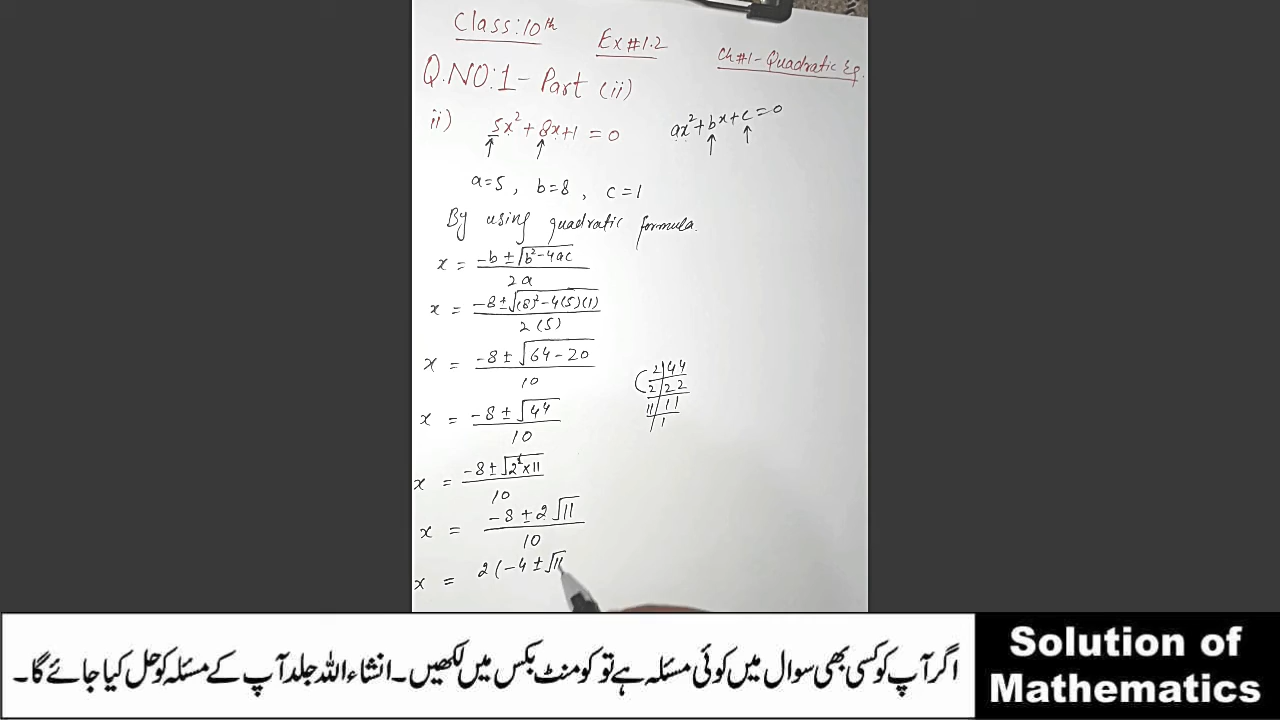 Class: 10th Ex#1.2 Ch#1-Quadratic Eq.
Q.NO:1- Part (ii)
ii) 5x² + 8x+1 = 0 ax²+bx+c=0
a=5, b=8, c=1
By using quadratic formula.
x = -b ± √b²-4ac
2a
x = -8 ± √(8)²-4(5)(1)
2(5)
x = -8 ± √64-20
10
2|44
2|22
11|11
|1
x = -8 ± √44
10
x = -8 ± √2²×11
10
x = -8 ± 2√11
10
x = 2(-4 ± √11
اگر آپ کو کسی بھی سوال میں کوئی مسئلہ ہے تو کومنٹ بکس میں لکھیں۔ انشاء اللہ جلد آپ کے مسئلہ کو حل کیا جائے گا۔
Solution of
Mathematics